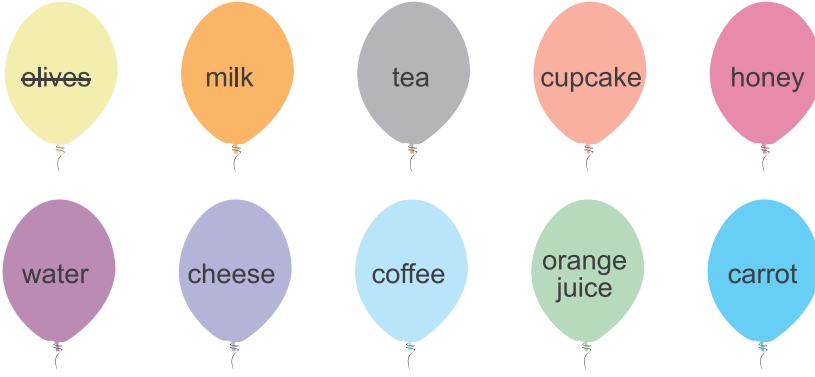 olives
milk
tea
cupcake
honey
water
cheese
coffee
orange
juice
carrot